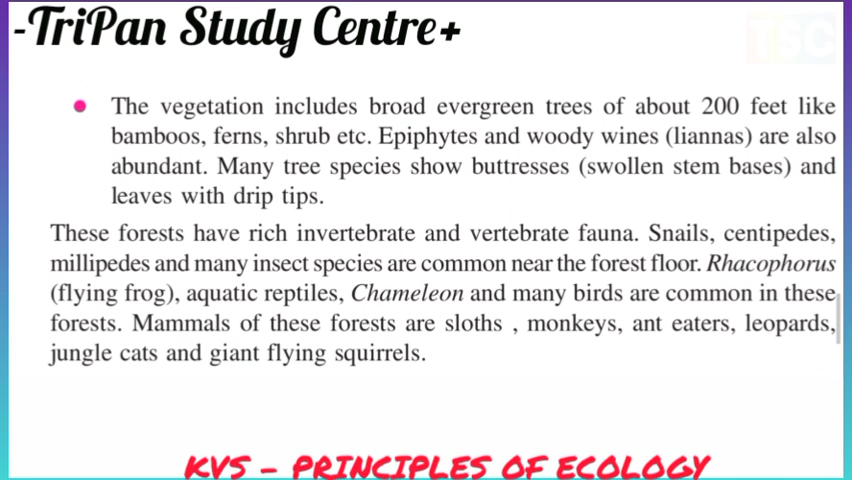 -TriPan Study Centre+
TSC
• The vegetation includes broad evergreen trees of about 200 feet like
bamboos, ferns, shrub etc. Epiphytes and woody wines (liannas) are also
abundant. Many tree species show buttresses (swollen stem bases) and
leaves with drip tips.
These forests have rich invertebrate and vertebrate fauna. Snails, centipedes,
millipedes and many insect species are common near the forest floor. Rhacophorus
(flying frog), aquatic reptiles, Chameleon and many birds are common in these
forests. Mammals of these forests are sloths , monkeys, ant eaters, leopards,
jungle cats and giant flying squirrels.
KVS - PRINCIPLES OF ECOLOGY